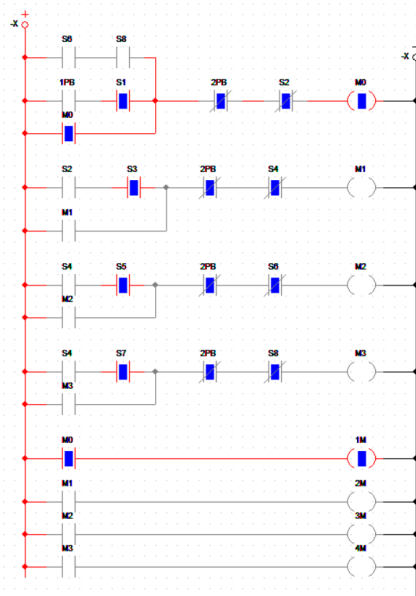 +
-X
S6 S8
-X
1PB S1 2PB S2 M0
M0
S2 S3 2PB S4 M1
M1
S4 S5 2PB S6 M2
M2
S4 S7 2PB S8 M3
M3
M0 1M
M1 2M
M2 3M
M3 4M